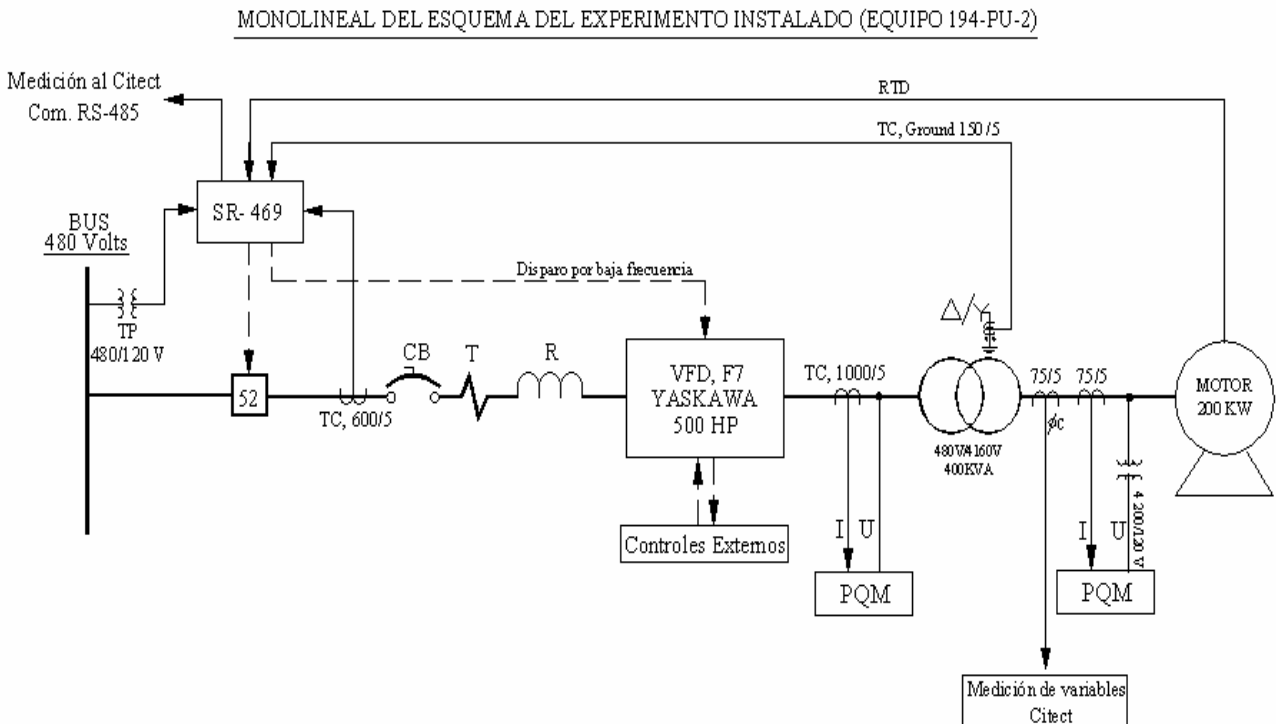 MONOLINEAL DEL ESQUEMA DEL EXPERIMENTO INSTALADO (EQUIPO 194-PU-2)
Medición al Citect
Com. RS-485
RTD
TC, Ground 150/5
SR- 469
BUS
480 Volts
Disparo por baja frecuencia
TP
480/120 V
52
TC, 600/5
CB
T
R
VFD, F7
YASKAWA
500 HP
TC, 1000/5
Δ/Y
480V/4160V
400KVA
75/5
75/5
ϕC
MOTOR
200 KW
Controles Externos
I
U
PQM
I
U
4 200/120 V
PQM
Medición de variables
Citect